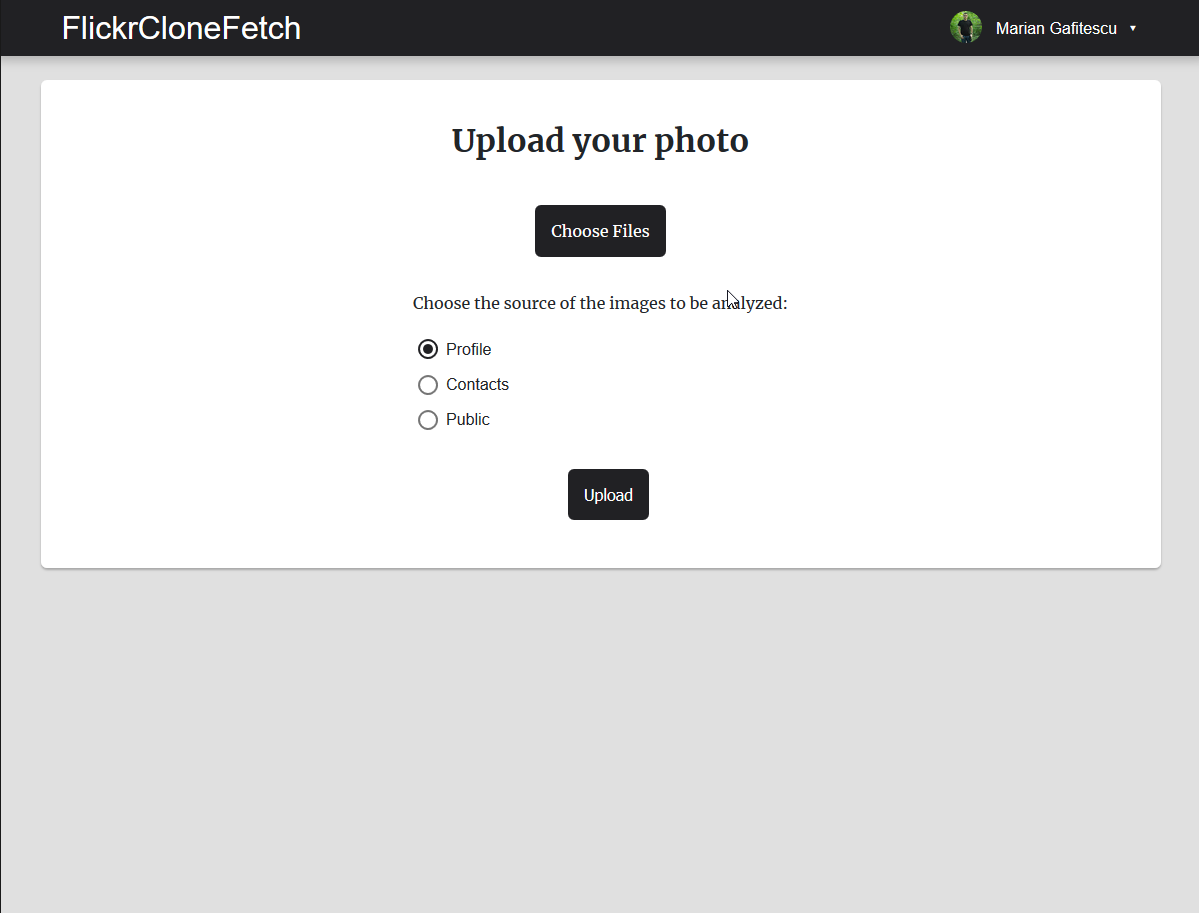 FlickrCloneFetch
Marian Gafitescu
Upload your photo
Choose Files
Choose the source of the images to be analyzed:
Profile
Contacts
Public
Upload